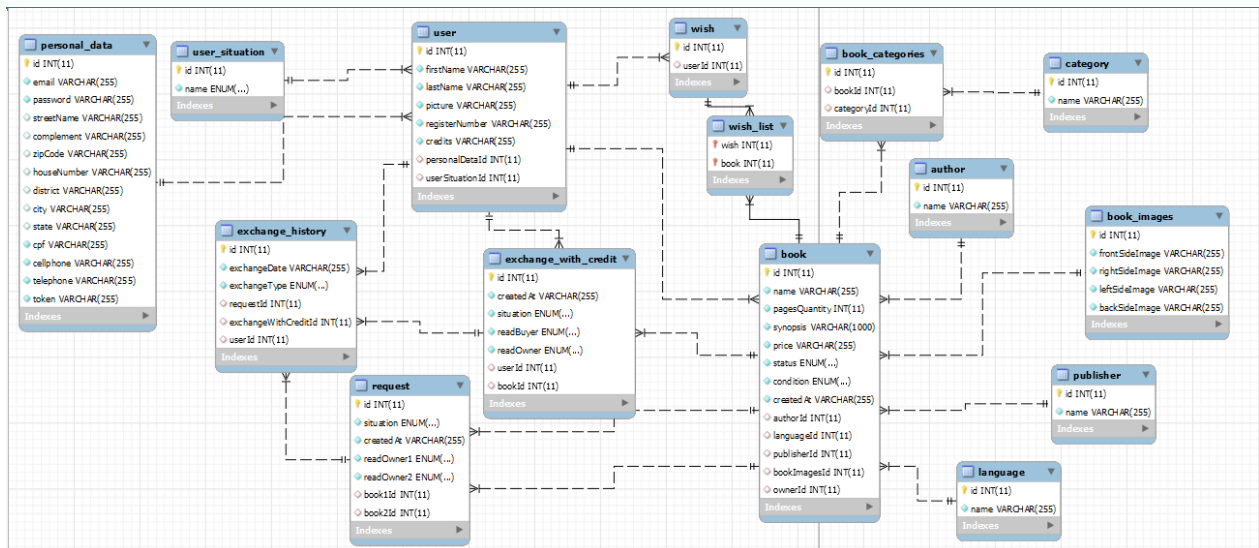 personal_data
id INT(11)
email VARCHAR(255)
password VARCHAR(255)
streetName VARCHAR(255)
complement VARCHAR(255)
zipCode VARCHAR(255)
houseNumber VARCHAR(255)
district VARCHAR(255)
city VARCHAR(255)
state VARCHAR(255)
cpf VARCHAR(255)
cellphone VARCHAR(255)
telephone VARCHAR(255)
token VARCHAR(255)
Indexes
user_situation
id INT(11)
name ENUM(...)
Indexes
user
id INT(11)
firstName VARCHAR(255)
lastName VARCHAR(255)
picture VARCHAR(255)
registerNumber VARCHAR(255)
credits VARCHAR(255)
personalDataId INT(11)
userSituationId INT(11)
Indexes
wish
id INT(11)
userId INT(11)
Indexes
wish_list
wish INT(11)
book INT(11)
Indexes
book_categories
id INT(11)
bookId INT(11)
categoryId INT(11)
Indexes
category
id INT(11)
name VARCHAR(255)
Indexes
author
id INT(11)
name VARCHAR(255)
Indexes
book_images
id INT(11)
frontSideImage VARCHAR(255)
rightSideImage VARCHAR(255)
leftSideImage VARCHAR(255)
backSideImage VARCHAR(255)
Indexes
exchange_history
id INT(11)
exchangeDate VARCHAR(255)
exchangeType ENUM(...)
requestId INT(11)
exchangeWithCreditId INT(11)
userId INT(11)
Indexes
exchange_with_credit
id INT(11)
createdAt VARCHAR(255)
situation ENUM(...)
readBuyer ENUM(...)
readOwner ENUM(...)
userId INT(11)
bookId INT(11)
Indexes
book
id INT(11)
name VARCHAR(255)
pagesQuantity INT(11)
synopsis VARCHAR(1000)
price VARCHAR(255)
status ENUM(...)
condition ENUM(...)
createdAt VARCHAR(255)
authorId INT(11)
languageId INT(11)
publisherId INT(11)
bookImagesId INT(11)
ownerId INT(11)
Indexes
request
id INT(11)
situation ENUM(...)
createdAt VARCHAR(255)
readOwner1 ENUM(...)
readOwner2 ENUM(...)
book1Id INT(11)
book2Id INT(11)
Indexes
publisher
id INT(11)
name VARCHAR(255)
Indexes
language
id INT(11)
name VARCHAR(255)
Indexes